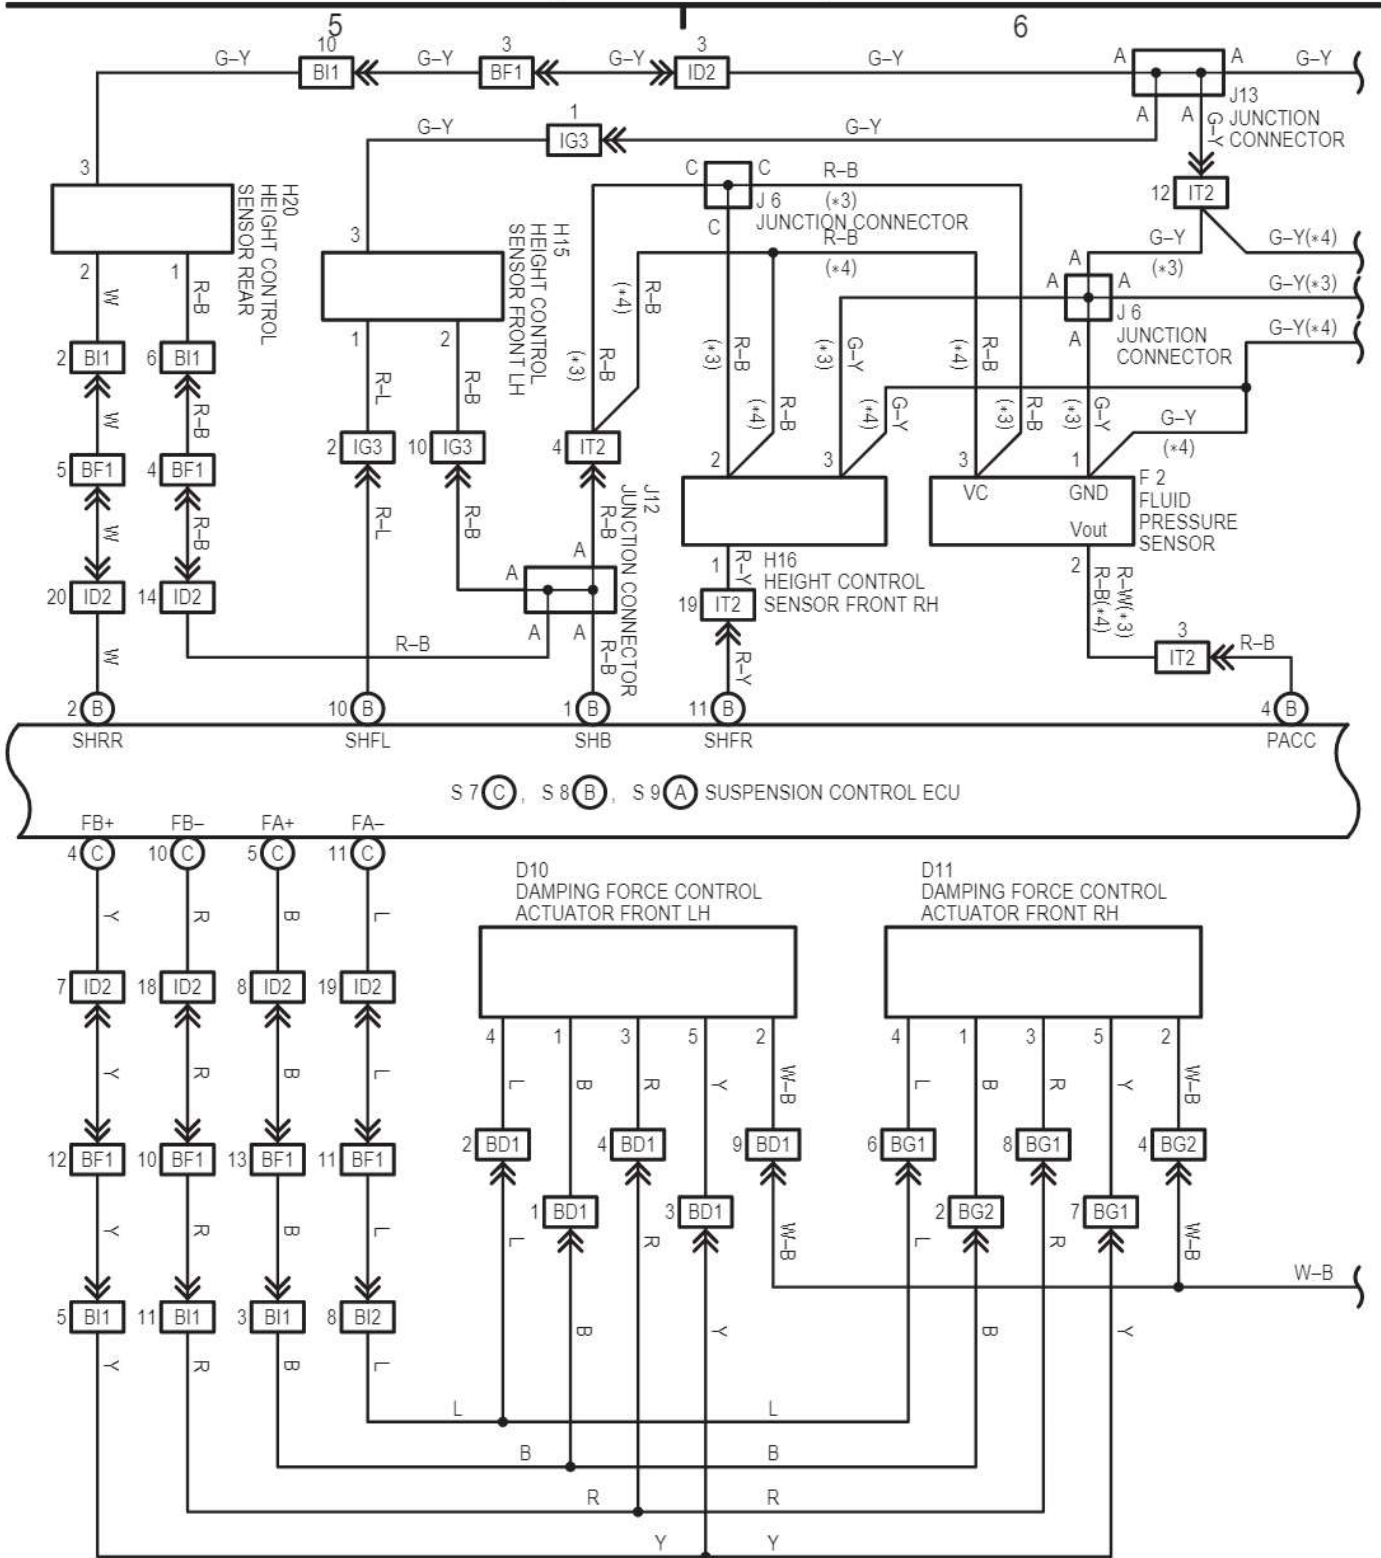 5
6
10
3
3
G–Y
BI1
G–Y
BF1
G–Y
ID2
G–Y
A
A
G–Y
J13
JUNCTION
CONNECTOR
A
A
G–Y
1
G–Y
IG3
G–Y
12
IT2
3
H20
HEIGHT CONTROL
SENSOR REAR
C
C
R–B
(*3)
J 6
JUNCTION CONNECTOR
C
R–B
(*4)
G–Y
(*3)
G–Y(*4)
3
H15
HEIGHT CONTROL
SENSOR FRONT LH
A
A
A
G–Y(*3)
J 6
JUNCTION
CONNECTOR
A
G–Y(*4)
2
W
1
R–B
1
R–L
2
R–B
R–B
(*3)
R–B
(*4)
R–B
(*3)
R–B
(*4)
G–Y
(*3)
G–Y
(*4)
R–B
(*4)
R–B
(*3)
G–Y
(*3)
G–Y
(*4)
2
BI1
6
BI1
W
R–B
2
IG3
10
IG3
4
IT2
5
BF1
4
BF1
2
3
3
1
VC
GND
Vout
F 2
FLUID
PRESSURE
SENSOR
W
R–B
R–L
R–B
R–B
J12
JUNCTION CONNECTOR
A
A
A
A
1
R–Y
H16
HEIGHT CONTROL
SENSOR FRONT RH
2
R–W(*3)
R–B(*4)
20
ID2
14
ID2
19
IT2
W
R–B
R–B
R–Y
3
IT2
R–B
2
B
10
B
1
B
11
B
4
B
SHRR
SHFL
SHB
SHFR
PACC
S 7 C , S 8 B , S 9 A SUSPENSION CONTROL ECU
FB+
FB–
FA+
FA–
4
C
10
C
5
C
11
C
D10
DAMPING FORCE CONTROL
ACTUATOR FRONT LH
D11
DAMPING FORCE CONTROL
ACTUATOR FRONT RH
Y
R
B
L
7
ID2
18
ID2
8
ID2
19
ID2
4
1
3
5
2
4
1
3
5
2
Y
R
B
L
L
B
R
Y
W–B
L
B
R
Y
W–B
12
BF1
10
BF1
13
BF1
11
BF1
2
BD1
4
BD1
9
BD1
6
BG1
8
BG1
4
BG2
1
BD1
3
BD1
2
BG2
7
BG1
Y
R
B
L
L
R
W–B
L
R
W–B
W–B
5
BI1
11
BI1
3
BI1
8
BI2
B
Y
B
Y
Y
R
B
L
L
L
B
B
R
R
Y
Y